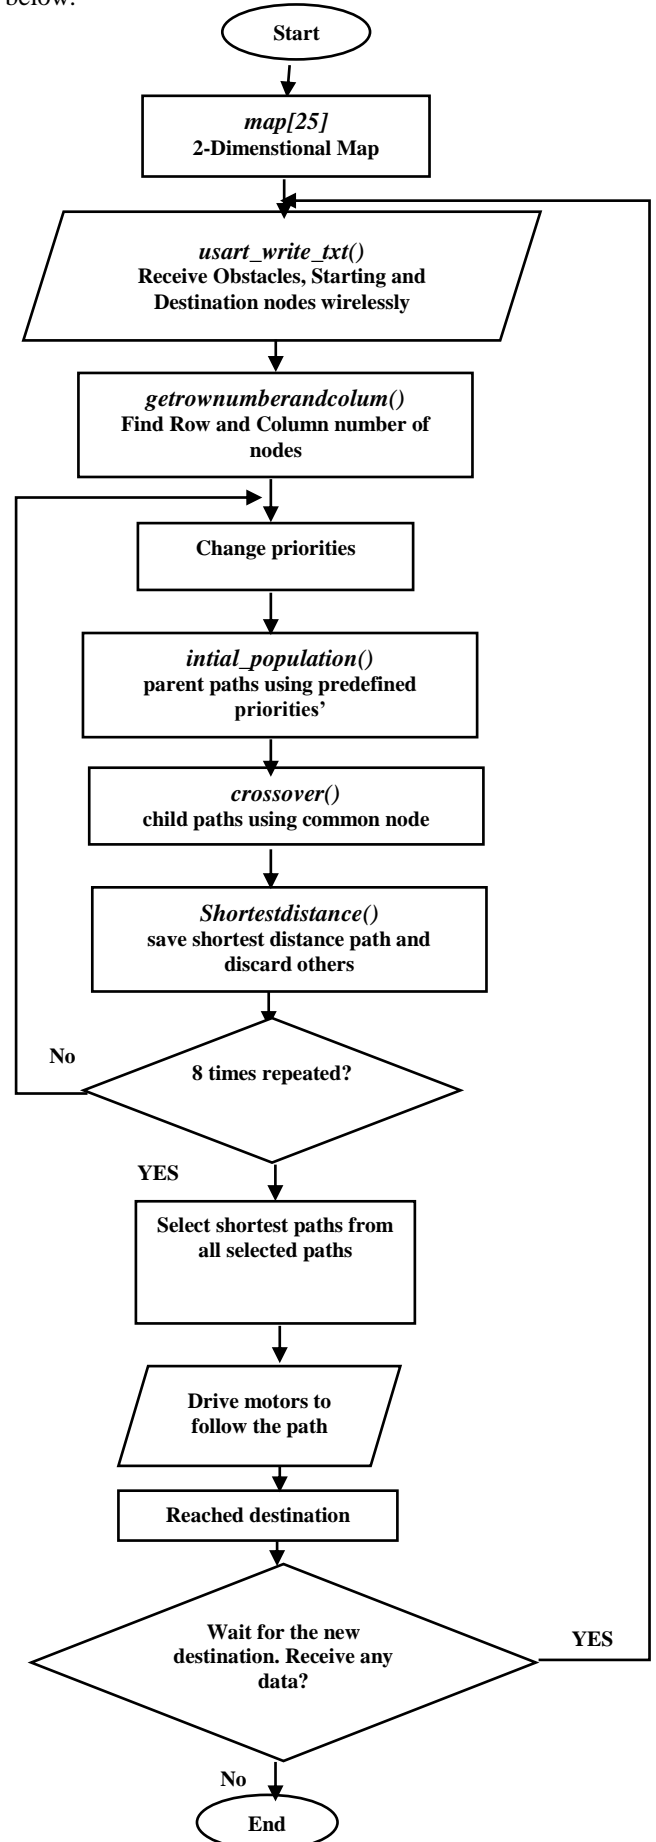 below.
Start
map[25]
2-Dimenstional Map
usart_write_txt()
Receive Obstacles, Starting and
Destination nodes wirelessly
getrownumberandcolum()
Find Row and Column number of
nodes
Change priorities
intial_population()
parent paths using predefined
priorities’
crossover()
child paths using common node
Shortestdistance()
save shortest distance path and
discard others
No
8 times repeated?
YES
Select shortest paths from
all selected paths
Drive motors to
follow the path
Reached destination
Wait for the new
destination. Receive any
data?
YES
No
End